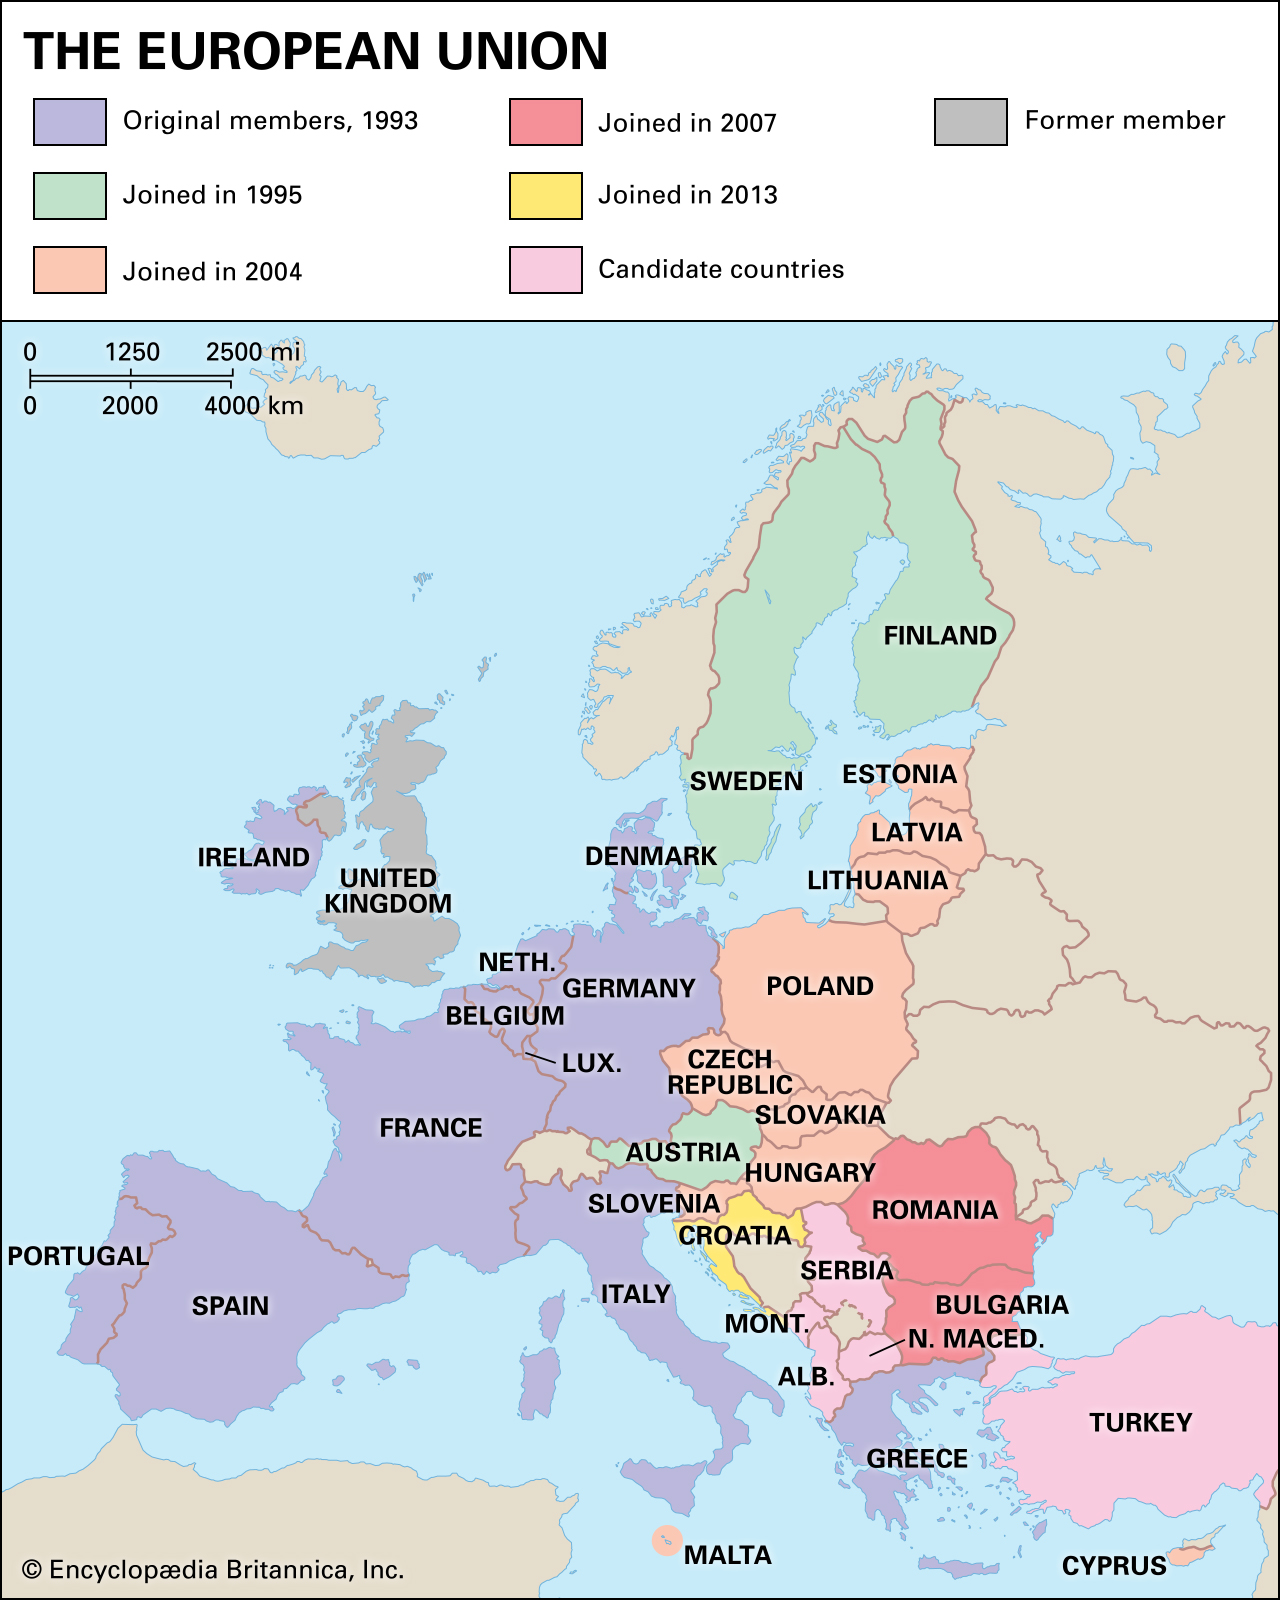 THE EUROPEAN UNION
Original members, 1993
Joined in 2007
Former member
Joined in 1995
Joined in 2013
Joined in 2004
Candidate countries
0 1250 2500 mi
0 2000 4000 km
FINLAND
SWEDEN
ESTONIA
LATVIA
LITHUANIA
DENMARK
IRELAND
UNITED
KINGDOM
NETH.
GERMANY
POLAND
BELGIUM
LUX.
CZECH
REPUBLIC
SLOVAKIA
FRANCE
AUSTRIA
HUNGARY
SLOVENIA
ROMANIA
CROATIA
PORTUGAL
SPAIN
ITALY
SERBIA
BULGARIA
MONT.
N. MACED.
ALB.
TURKEY
GREECE
MALTA
CYPRUS
© Encyclopædia Britannica, Inc.